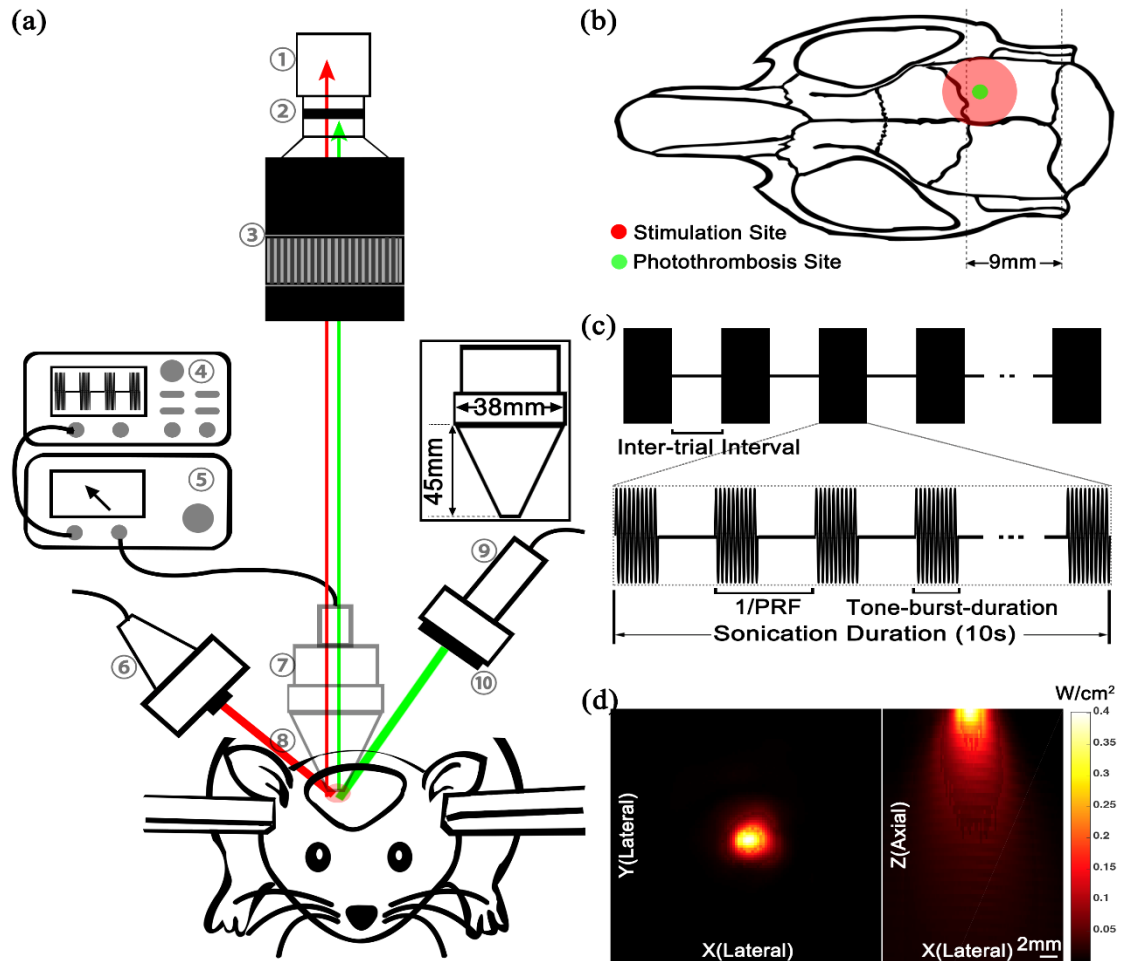 (a)
①
②
③
④
⑤
38mm
45mm
⑥
⑦
⑧
⑨
⑩
(b)
Stimulation Site
Photothrombosis Site
9mm
(c)
Inter-trial Interval
1/PRF
Tone-burst-duration
Sonication Duration (10s)
(d)
Y(Lateral)
X(Lateral)
Z(Axial)
X(Lateral)
2mm
W/cm²
0.4
0.35
0.3
0.25
0.2
0.15
0.1
0.05